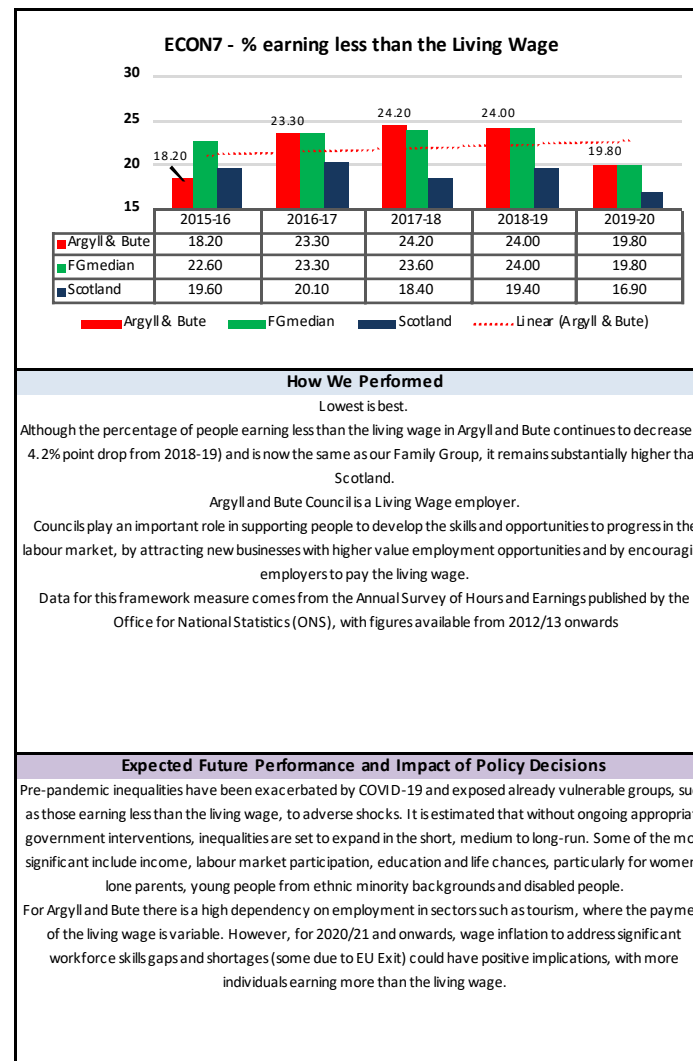 ECON7 - % earning less than the Living Wage
30
25
20
15
18.20
23.30
24.20
24.00
19.80
2015-16 2016-17 2017-18 2018-19 2019-20
Argyll & Bute 18.20 23.30 24.20 24.00 19.80
FGmedian 22.60 23.30 23.60 24.00 19.80
Scotland 19.60 20.10 18.40 19.40 16.90
Argyll & Bute FGmedian Scotland Linear (Argyll & Bute)
How We Performed
Lowest is best.
Although the percentage of people earning less than the living wage in Argyll and Bute continues to decrease
4.2% point drop from 2018-19) and is now the same as our Family Group, it remains substantially higher tha
Scotland.
Argyll and Bute Council is a Living Wage employer.
Councils play an important role in supporting people to develop the skills and opportunities to progress in the
labour market, by attracting new businesses with higher value employment opportunities and by encouragi
employers to pay the living wage.
Data for this framework measure comes from the Annual Survey of Hours and Earnings published by the
Office for National Statistics (ONS), with figures available from 2012/13 onwards
Expected Future Performance and Impact of Policy Decisions
Pre-pandemic inequalities have been exacerbated by COVID-19 and exposed already vulnerable groups, su
as those earning less than the living wage, to adverse shocks. It is estimated that without ongoing appropria
government interventions, inequalities are set to expand in the short, medium to long-run. Some of the mo
significant include income, labour market participation, education and life chances, particularly for women
lone parents, young people from ethnic minority backgrounds and disabled people.
For Argyll and Bute there is a high dependency on employment in sectors such as tourism, where the payme
of the living wage is variable. However, for 2020/21 and onwards, wage inflation to address significant
workforce skills gaps and shortages (some due to EU Exit) could have positive implications, with more
individuals earning more than the living wage.